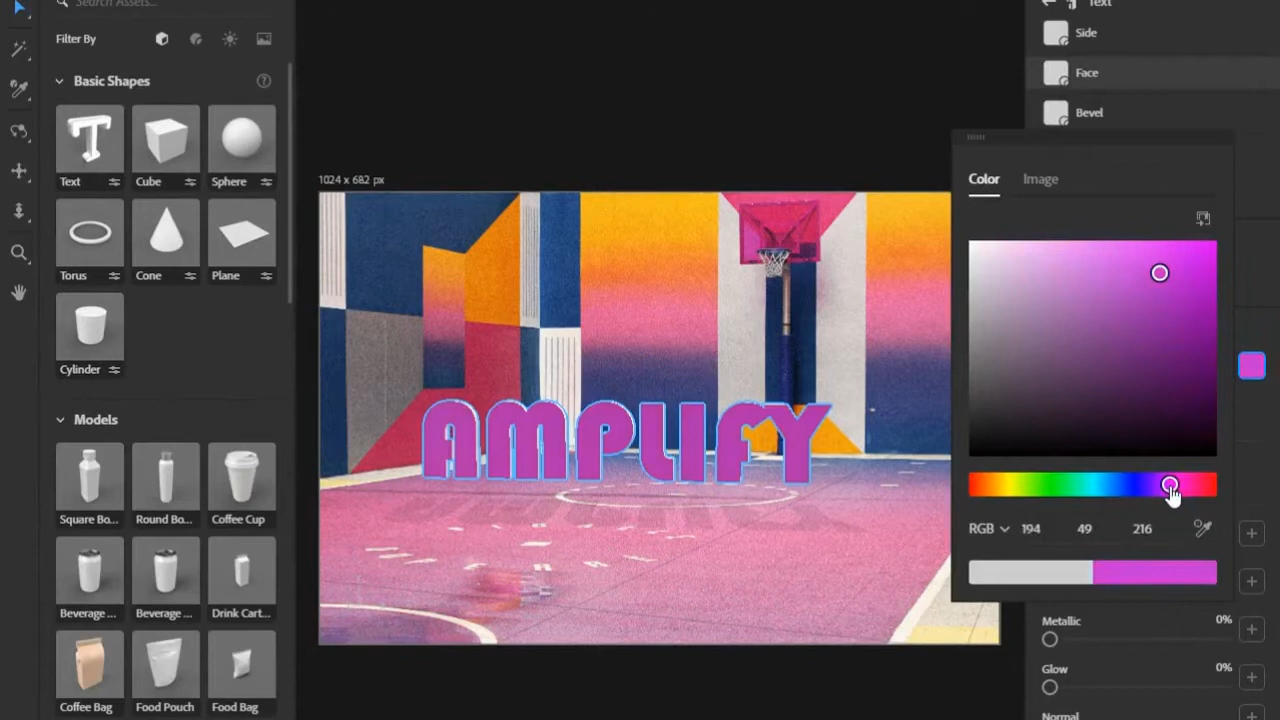 Search Assets...
Text
Filter By
Side
Face
Basic Shapes
Bevel
Color Image
1024 x 682 px
Text Cube Sphere
Torus Cone Plane
Cylinder
AMPLIFY
Models
Square Bo... Round Bo... Coffee Cup
RGB 194 49 216
Beverage ... Beverage ... Drink Cart...
Metallic 0%
Glow 0%
Coffee Bag Food Pouch Food Bag
Normal